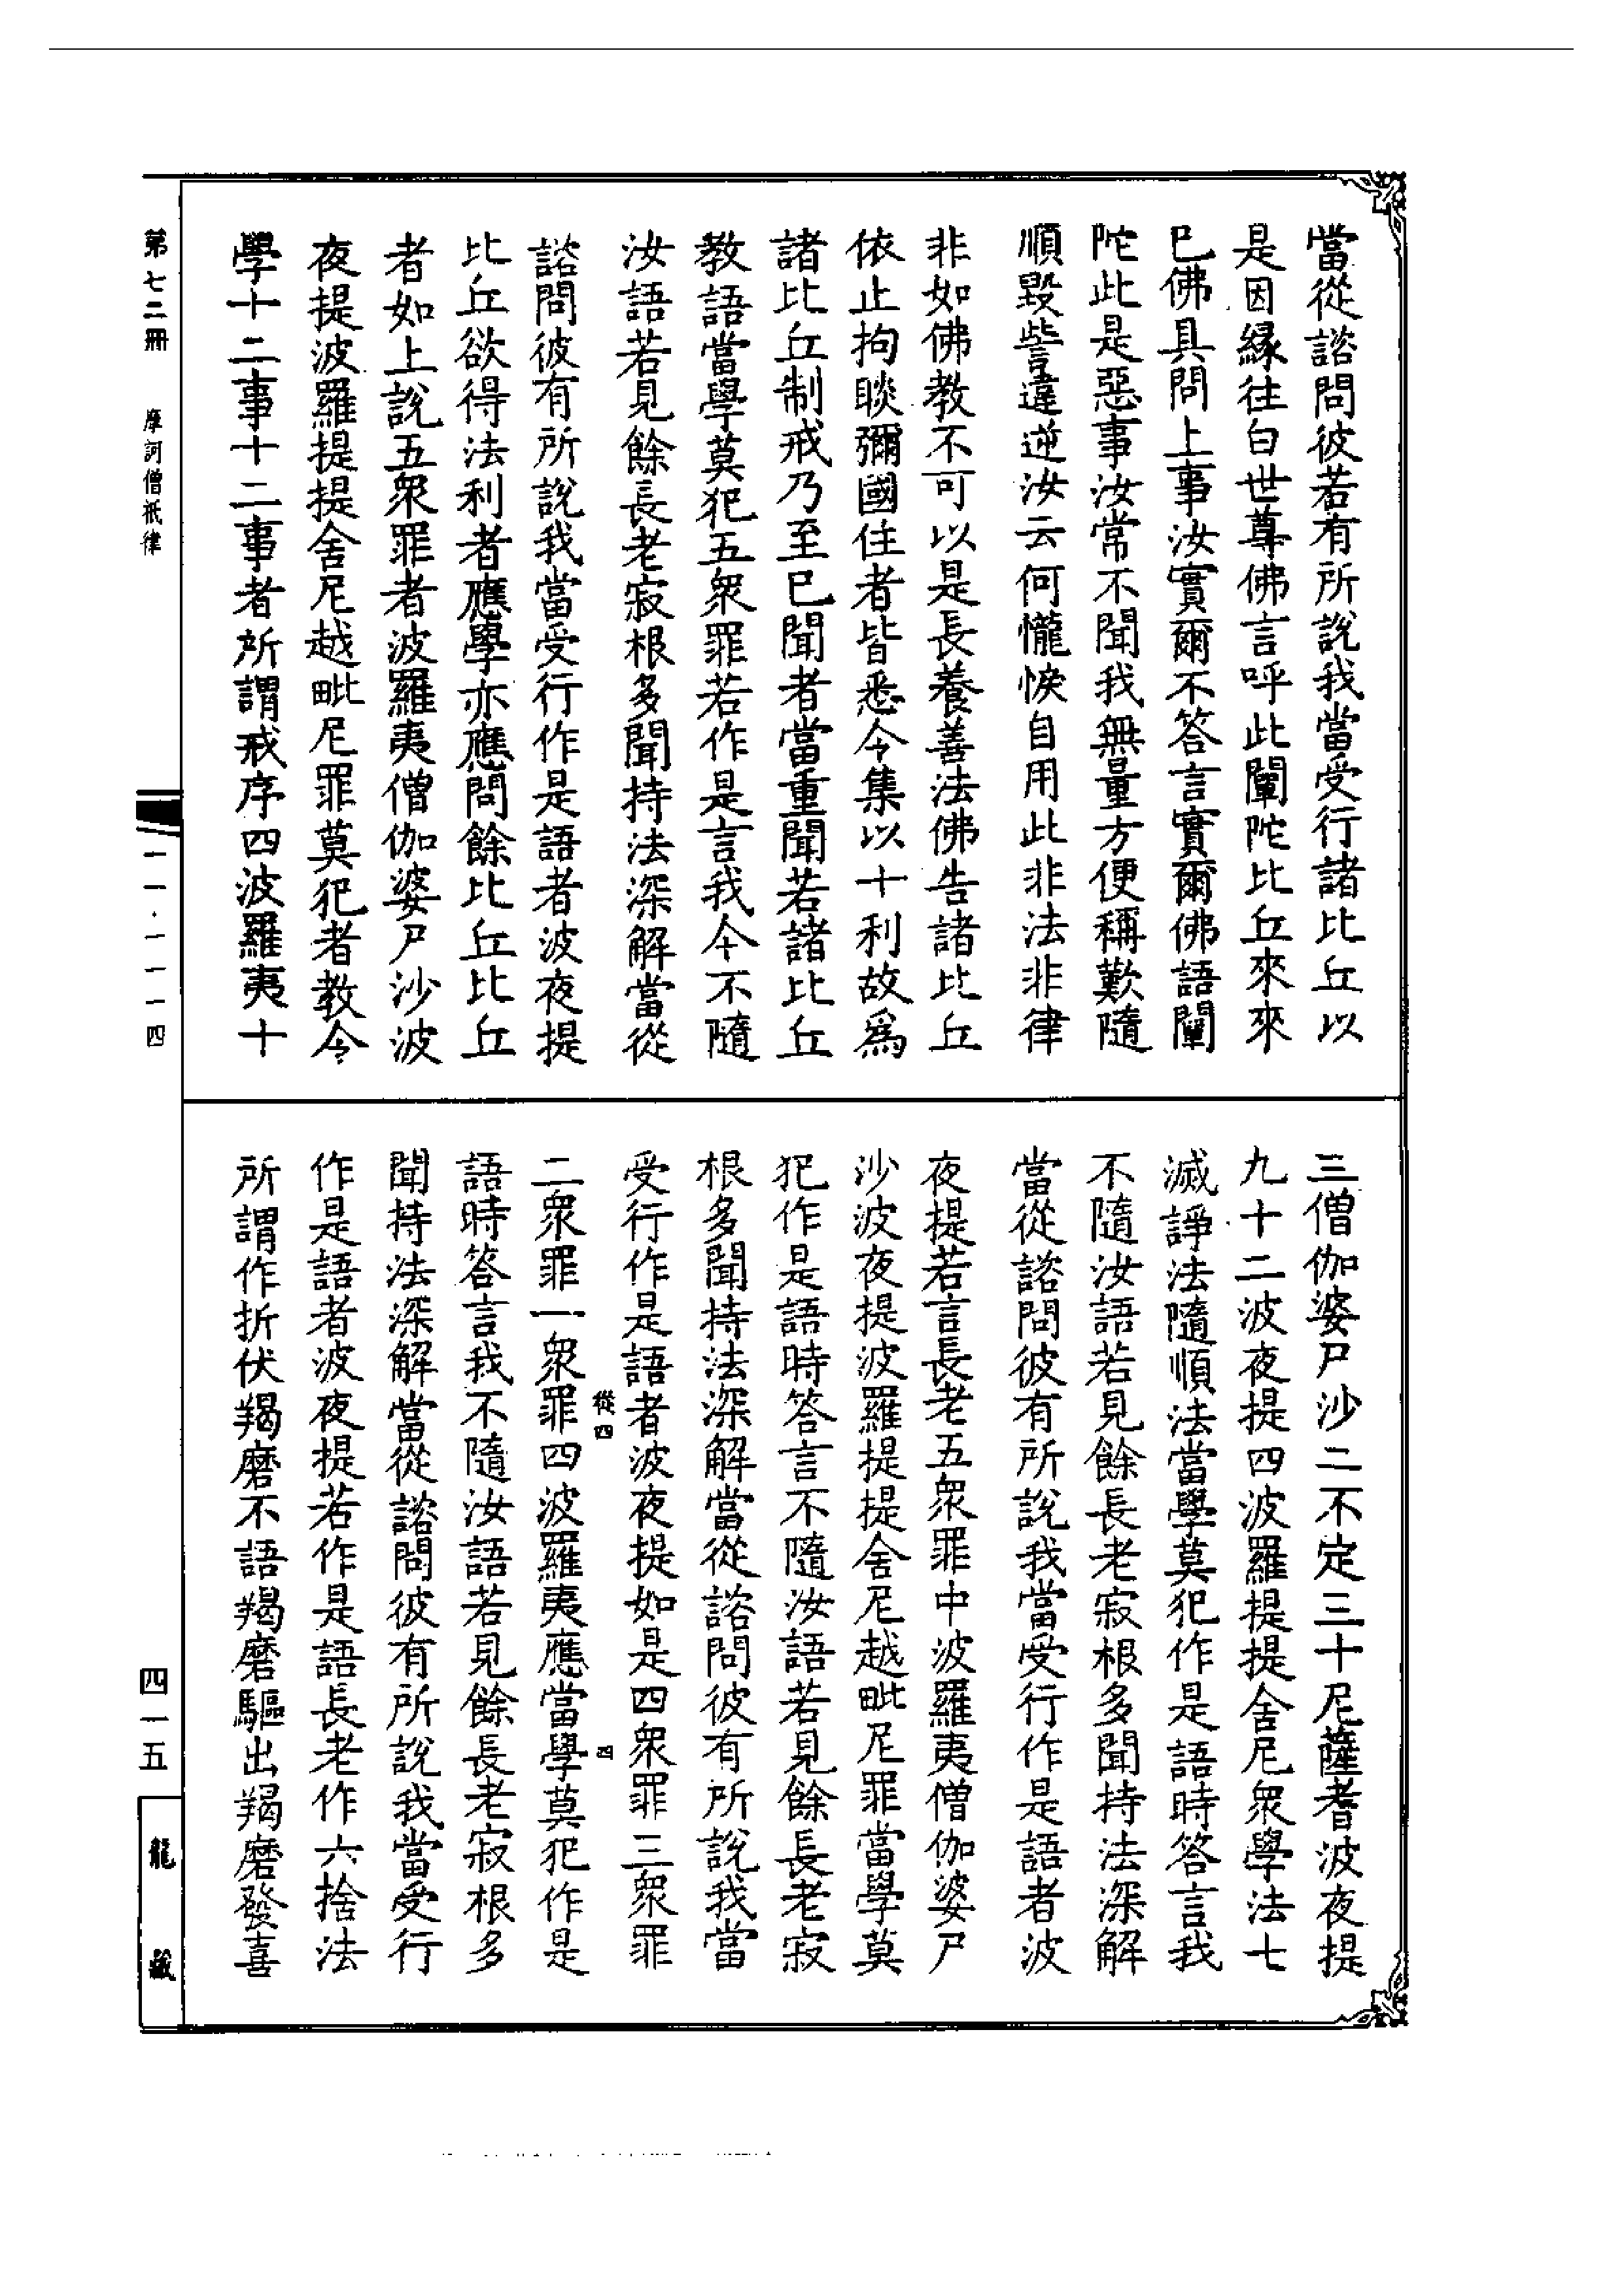 當從諮問彼若有所說我當受行諸比丘以
是因緣往白世尊佛言呼此闡陀比丘來來
已佛具問上事汝實爾不答言實爾佛語闡
陀此是惡事汝常不聞我無量方便稱歎隨
順毀訾違逆汝云何儱悷自用此非法非律
非如佛教不可以是長養善法佛告諸比丘
依止拘睒彌國住者皆悉令集以十利故爲
諸比丘制戒乃至已聞者當重聞若諸比丘
教語當學莫犯五衆罪若作是言我今不隨
汝語若見餘長老寂根多聞持法深解當從
諮問彼有所說我當受行作是語者波夜提
比丘欲得法利者應學亦應問餘比丘比丘
者如上說五衆罪者波羅夷僧伽婆尸沙波
夜提波羅提提舍尼越毗尼罪莫犯者教令
學十二事十二事者所謂戒序四波羅夷十
三僧伽婆尸沙二不定三十尼薩耆波夜提
九十二波夜提四波羅提提舍尼衆學法七
滅諍法隨順法當學莫犯作是語時答言我
不隨汝語若見餘長老寂根多聞持法深解
當從諮問彼有所說我當受行作是語者波
夜提若言長老五衆罪中波羅夷僧伽婆尸
沙波夜提波羅提提舍尼越毗尼罪當學莫
犯作是語時答言不隨汝語若見餘長老寂
根多聞持法深解當從諮問彼有所說我當
受行作是語者波夜提如是四衆罪三衆罪
從四
四
二衆罪一衆罪四波羅夷應當學莫犯作是
語時答言我不隨汝語若見餘長老寂根多
聞持法深解當從諮問彼有所說我當受行
作是語者波夜提若作是語長老作六捨法
所謂作折伏羯磨不語羯磨驅出羯磨發喜
第七二冊 摩訶僧祇律
一一·一一一四
四一五
龍藏